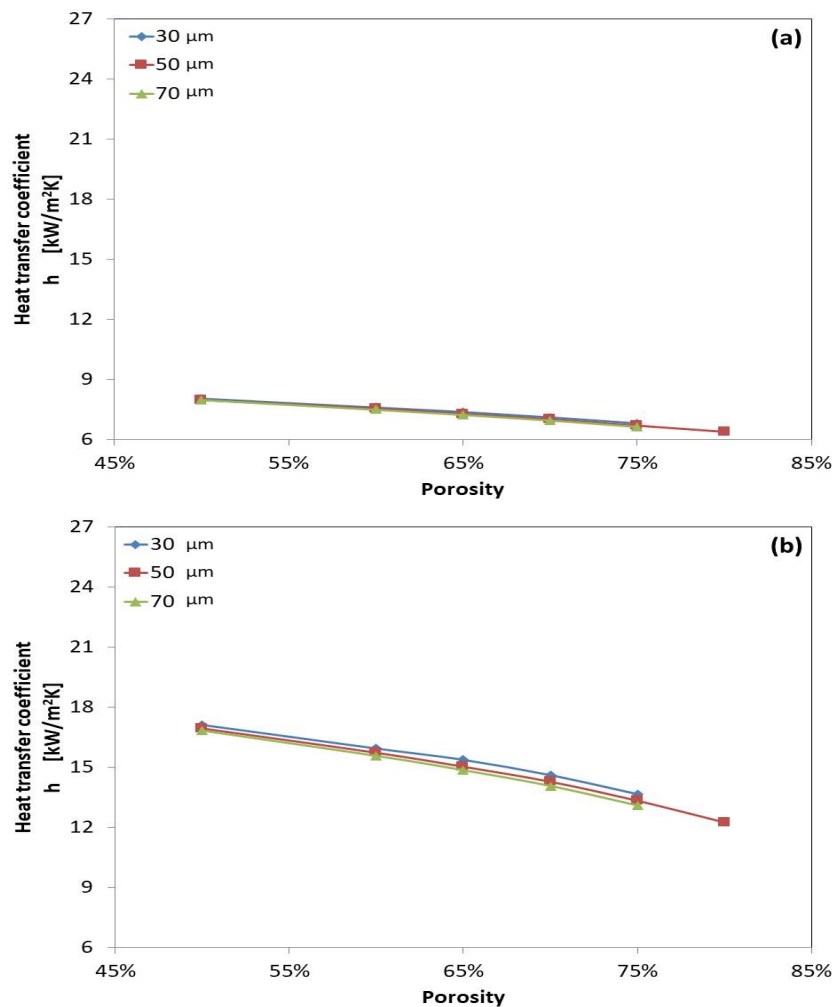 27
24
21
18
15
12
9
6
Heat transfer coefficient
h [kW/m²K]
30 µm
50 µm
70 µm
(a)
45% 55% 65% 75% 85%
Porosity
27
24
21
18
15
12
9
6
Heat transfer coefficient
h [kW/m²K]
30 µm
50 µm
70 µm
(b)
45% 55% 65% 75% 85%
Porosity